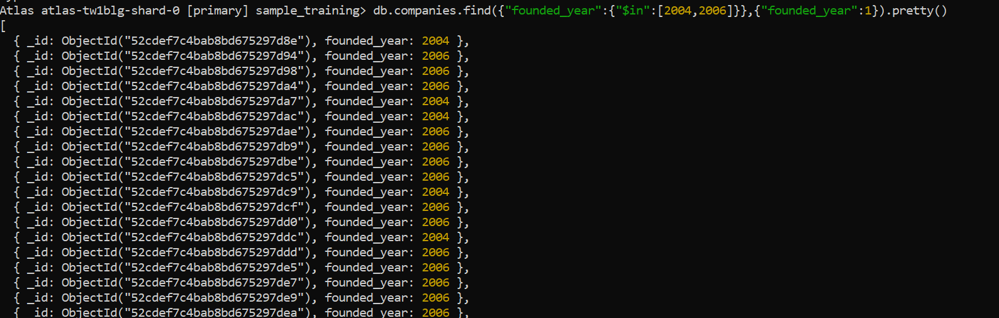 Atlas atlas-tw1blg-shard-0 [primary] sample_training> db.companies.find({"founded_year":{"$in":[2004,2006]}},{"founded_year":1}).pretty()
[
  { _id: ObjectId("52cdef7c4bab8bd675297d8e"), founded_year: 2004 },
  { _id: ObjectId("52cdef7c4bab8bd675297d94"), founded_year: 2006 },
  { _id: ObjectId("52cdef7c4bab8bd675297d98"), founded_year: 2006 },
  { _id: ObjectId("52cdef7c4bab8bd675297da4"), founded_year: 2006 },
  { _id: ObjectId("52cdef7c4bab8bd675297da7"), founded_year: 2004 },
  { _id: ObjectId("52cdef7c4bab8bd675297dac"), founded_year: 2004 },
  { _id: ObjectId("52cdef7c4bab8bd675297dae"), founded_year: 2006 },
  { _id: ObjectId("52cdef7c4bab8bd675297db9"), founded_year: 2006 },
  { _id: ObjectId("52cdef7c4bab8bd675297dbe"), founded_year: 2006 },
  { _id: ObjectId("52cdef7c4bab8bd675297dc5"), founded_year: 2006 },
  { _id: ObjectId("52cdef7c4bab8bd675297dc9"), founded_year: 2004 },
  { _id: ObjectId("52cdef7c4bab8bd675297dcf"), founded_year: 2006 },
  { _id: ObjectId("52cdef7c4bab8bd675297dd0"), founded_year: 2006 },
  { _id: ObjectId("52cdef7c4bab8bd675297ddc"), founded_year: 2004 },
  { _id: ObjectId("52cdef7c4bab8bd675297ddd"), founded_year: 2006 },
  { _id: ObjectId("52cdef7c4bab8bd675297de5"), founded_year: 2006 },
  { _id: ObjectId("52cdef7c4bab8bd675297de7"), founded_year: 2006 },
  { _id: ObjectId("52cdef7c4bab8bd675297de9"), founded_year: 2006 },
  { _id: ObjectId("52cdef7c4bab8bd675297dea"), founded_year: 2006 },